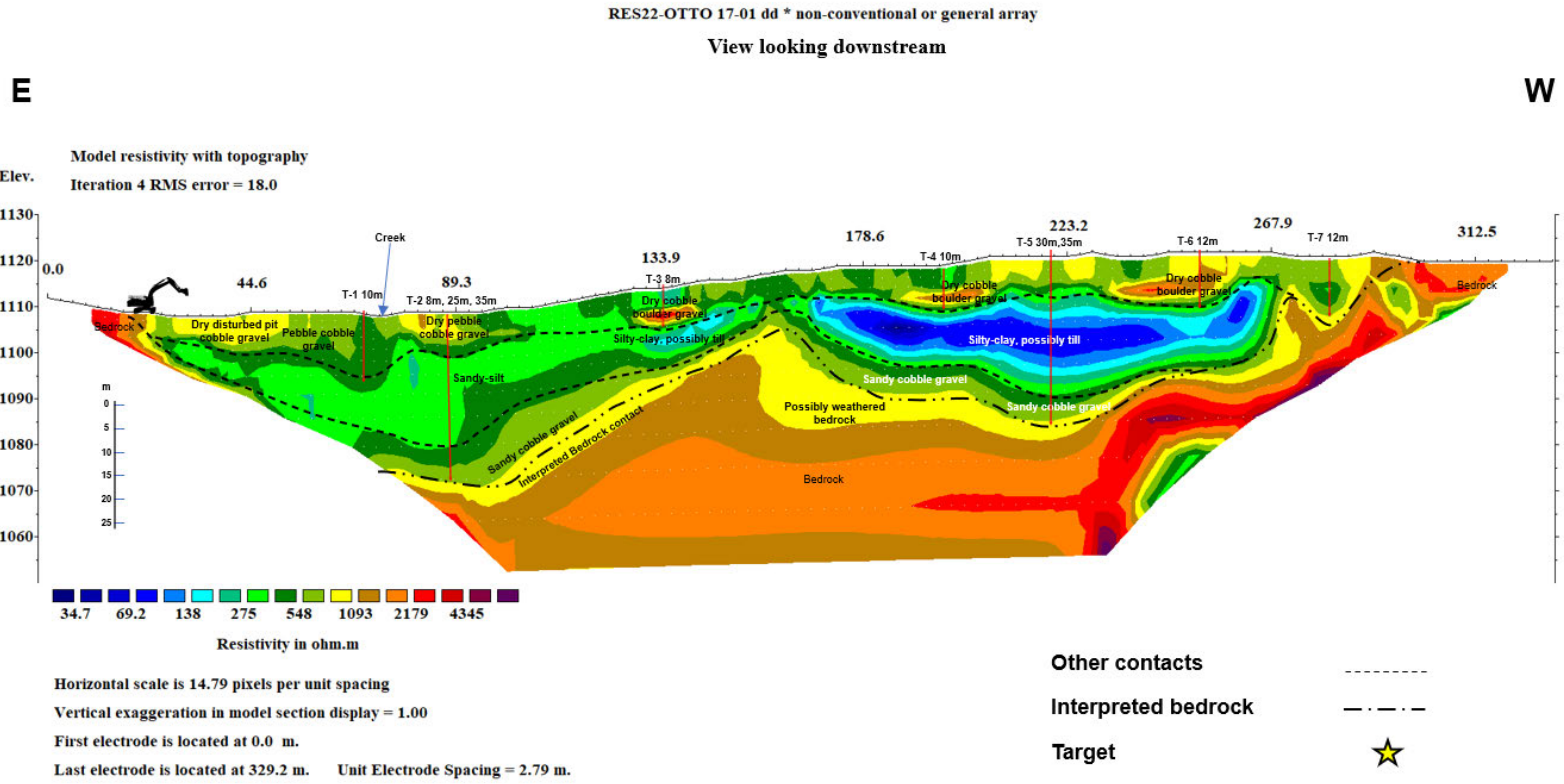 RES22-OTTO 17-01 dd * non-conventional or general array
View looking downstream
E
W
Model resistivity with topography
Elev.
Iteration 4 RMS error = 18.0
1130
1120
1110
1100
1090
1080
1070
1060
0.0
44.6
89.3
133.9
178.6
223.2
267.9
312.5
Creek
T-1 10m
T-2 8m, 25m, 35m
T-3 8m
T-4 10m
T-5 30m,35m
T-6 12m
T-7 12m
Bedrock
Dry disturbed pit
cobble gravel
Pebble cobble
gravel
Dry pebble
cobble gravel
Dry cobble
boulder gravel
Dry cobble
boulder gravel
Dry cobble
boulder gravel
Bedrock
Silty-clay, possibly till
Silty-clay, possibly till
Sandy-silt
Sandy cobble gravel
Sandy cobble gravel
Possibly weathered
bedrock
Sandy cobble gravel
Interpreted Bedrock contact
Bedrock
m
0
5
10
15
20
25
34.7 69.2 138 275 548 1093 2179 4345
Resistivity in ohm.m
Horizontal scale is 14.79 pixels per unit spacing
Vertical exaggeration in model section display = 1.00
First electrode is located at 0.0 m.
Last electrode is located at 329.2 m. Unit Electrode Spacing = 2.79 m.
Other contacts
Interpreted bedrock
Target